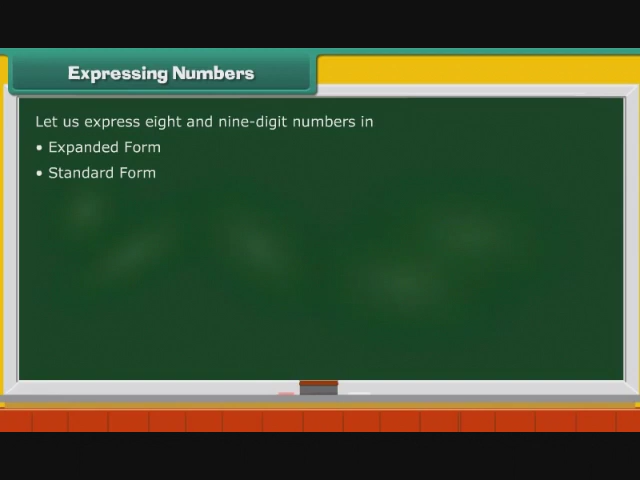 Expressing Numbers
Let us express eight and nine-digit numbers in
• Expanded Form
• Standard Form